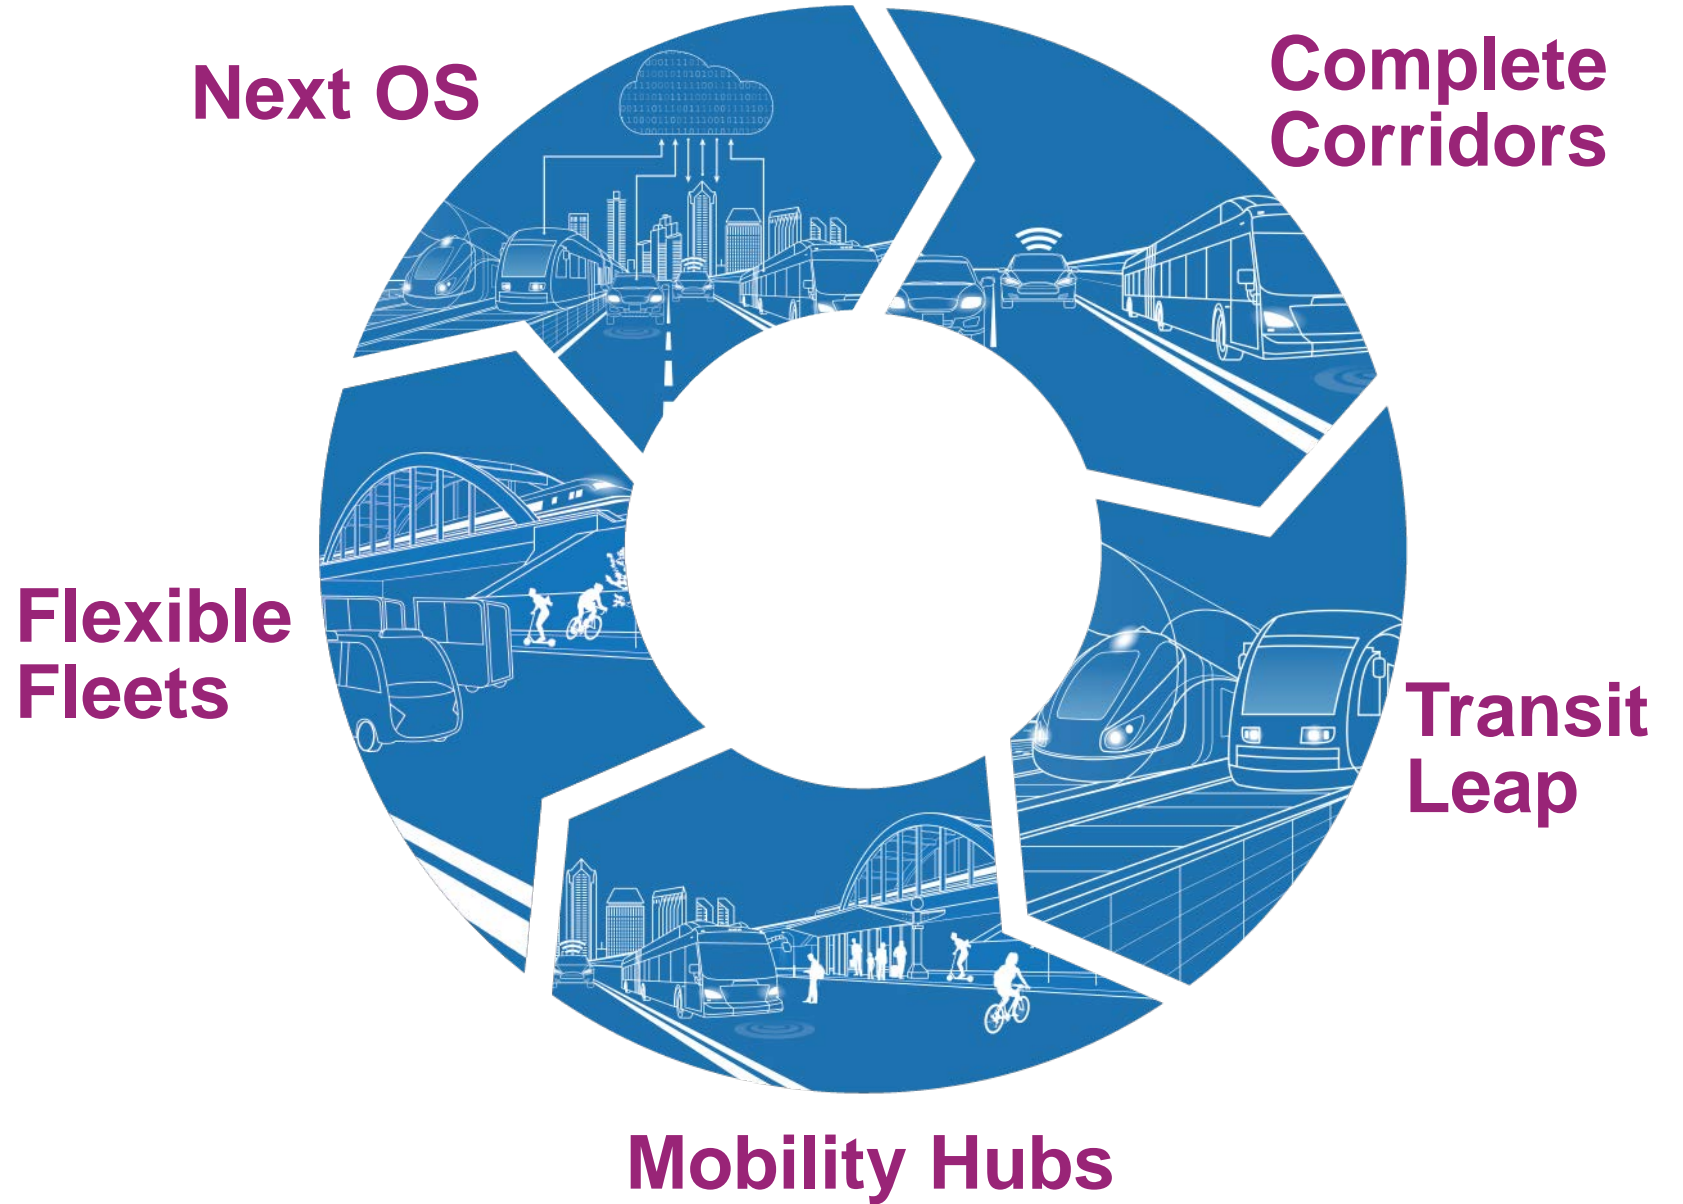 Next OS
Complete
Corridors
Flexible
Fleets
Transit
Leap
Mobility Hubs